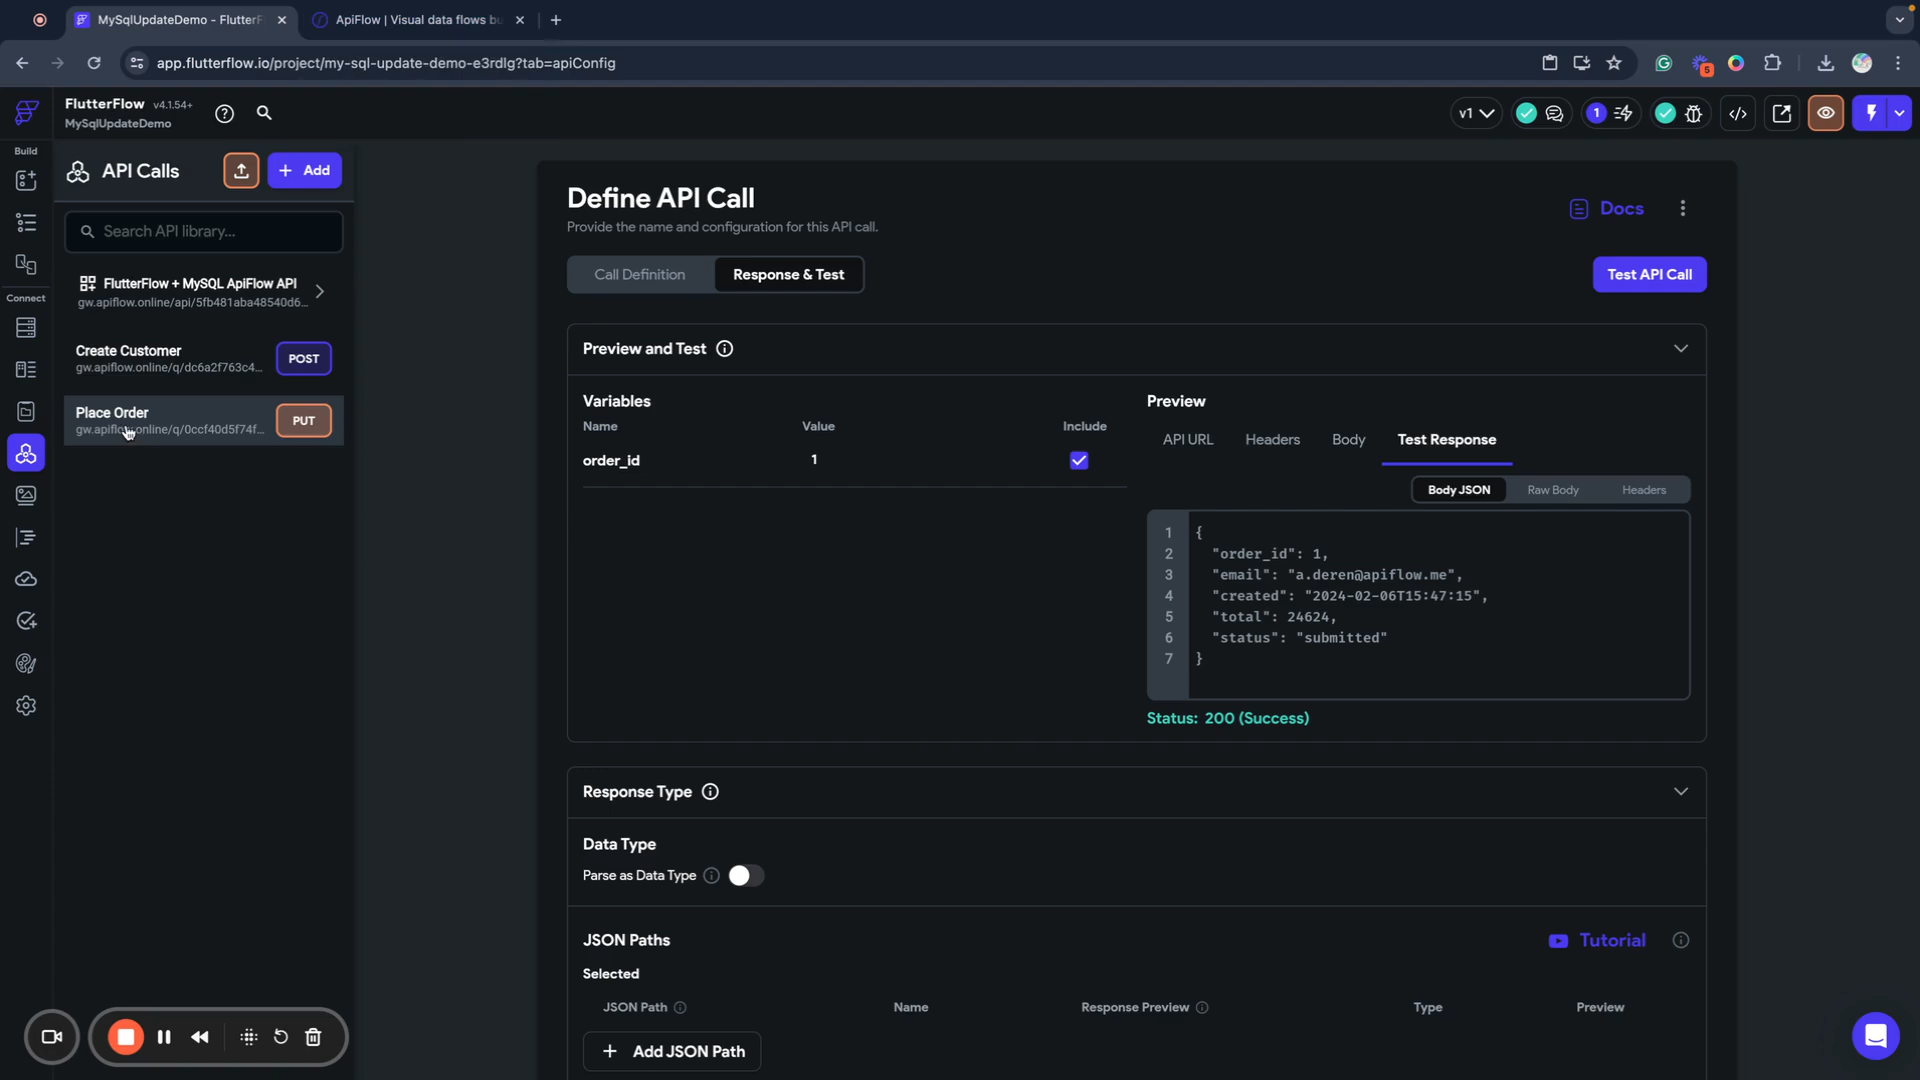 MySqlUpdateDemo - FlutterF
ApiFlow | Visual data flows bu
app.flutterflow.io/project/my-sql-update-demo-e3rdlg?tab=apiConfig
5
FlutterFlow v4.1.54+
MySqlUpdateDemo
v1
1
Build
Connect
API Calls
+ Add
Search API library...
FlutterFlow + MySQL ApiFlow API
gw.apiflow.online/api/5fb481aba48540d6...
Create Customer
gw.apiflow.online/q/dc6a2f763c4...
POST
Place Order
gw.apiflow.online/q/0ccf40d5f74f...
PUT
Define API Call
Provide the name and configuration for this API call.
Docs
Call Definition
Response & Test
Test API Call
Preview and Test
Variables
Name Value Include
order_id 1
Preview
API URL Headers Body Test Response
Body JSON Raw Body Headers
1 {
2 "order_id": 1,
3 "email": "a.deren@apiflow.me",
4 "created": "2024-02-06T15:47:15",
5 "total": 24624,
6 "status": "submitted"
7 }
Status: 200 (Success)
Response Type
Data Type
Parse as Data Type
JSON Paths
Tutorial
Selected
JSON Path Name Response Preview Type Preview
+ Add JSON Path